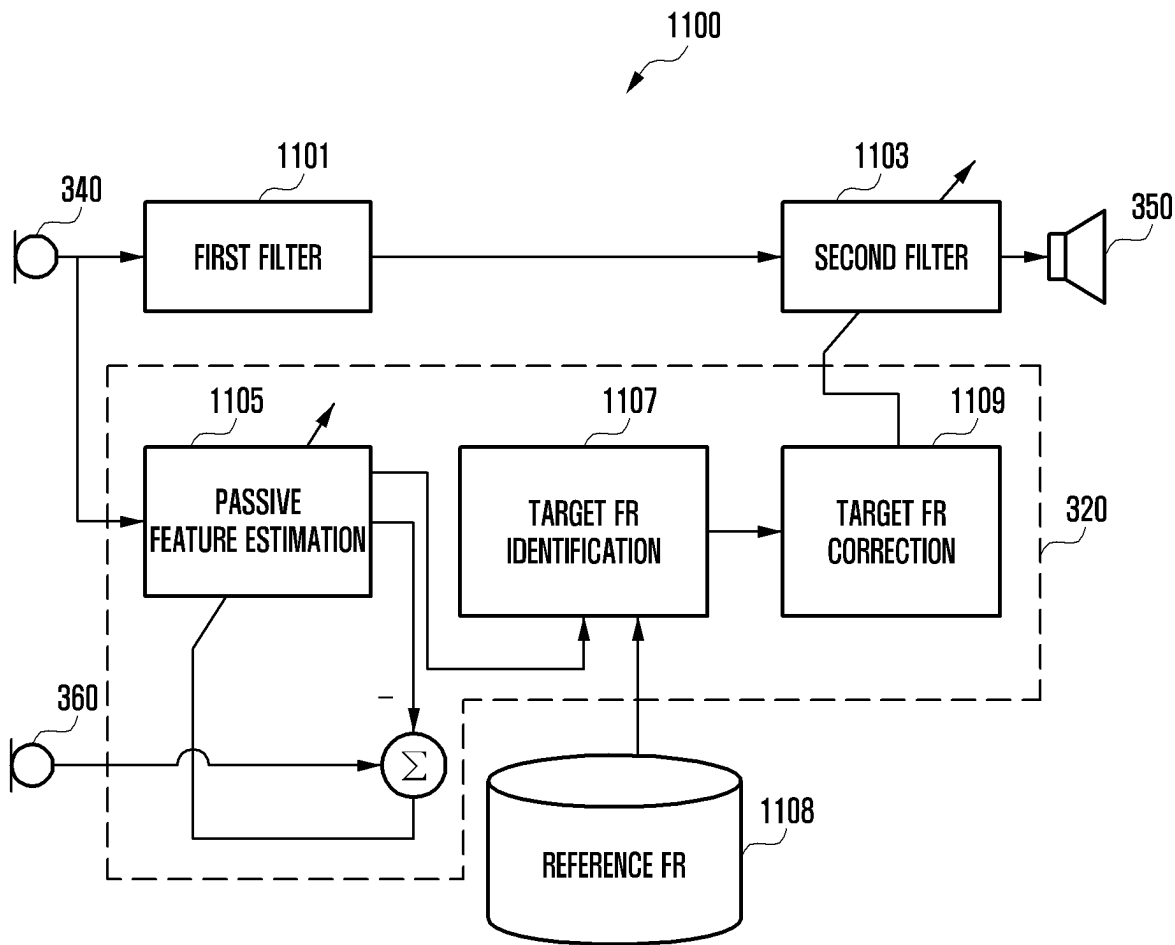 1100
1101
1103
340
350
FIRST FILTER
SECOND FILTER
1105
1107
1109
PASSIVE
FEATURE ESTIMATION
TARGET FR
IDENTIFICATION
TARGET FR
CORRECTION
320
360
−
Σ
1108
REFERENCE FR